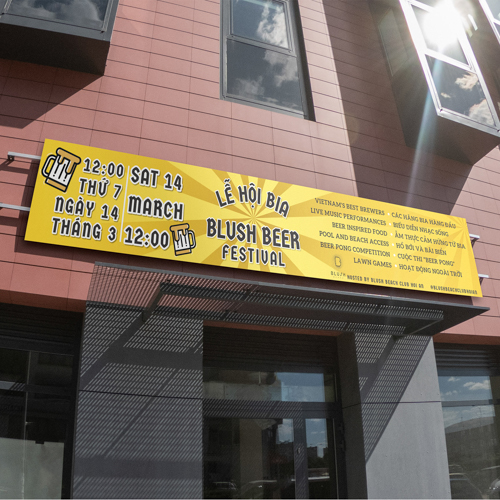 12:00
THỨ 7
NGÀY 14
THÁNG 3
SAT 14
MARCH
12:00
LỄ HỘI BIA
BLUSH BEER
FESTIVAL
VIETNAM'S BEST BREWERS
LIVE MUSIC PERFORMANCES
BEER INSPIRED FOOD
POOL AND BEACH ACCESS
BEER PONG COMPETITION
LAWN GAMES
CÁC HÃNG BIA HÀNG ĐẦU
BIỂU DIỄN NHẠC SỐNG
ẨM THỰC CẢM HỨNG TỪ BIA
HỒ BƠI VÀ BÃI BIỂN
CUỘC THI "BEER PONG"
HOẠT ĐỘNG NGOÀI TRỜI
BLUSH HOSTED BY BLUSH BEACH CLUB HOI AN